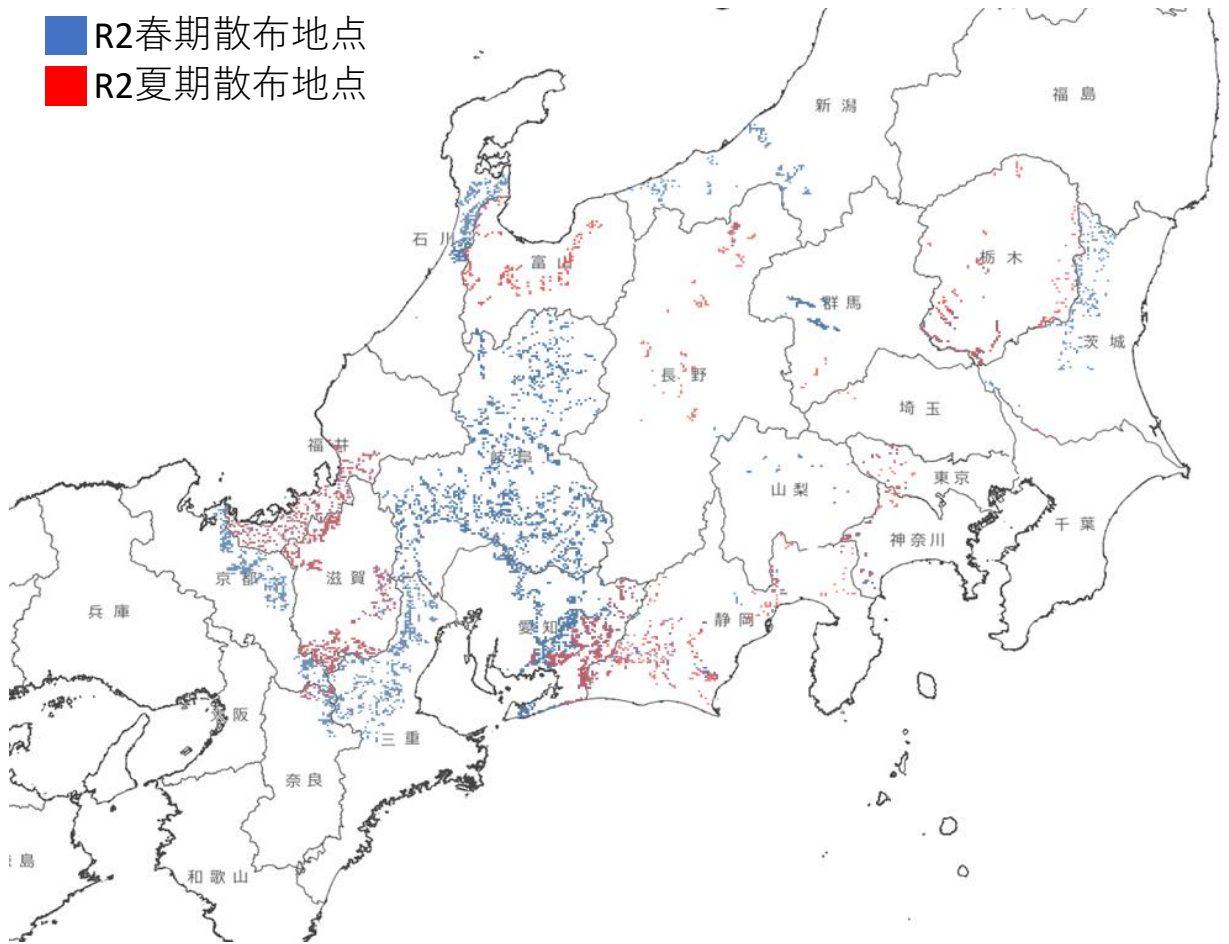 R2春期散布地点
R2夏期散布地点
新潟
福島
石川
富山
栃木
群馬
茨城
長野
埼玉
福井
岐阜
山梨
東京
千葉
神奈川
京都
滋賀
兵庫
愛知
静岡
大阪
三重
奈良
島
和歌山